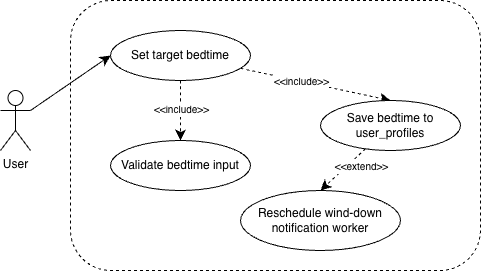 Set target bedtime
<<include>>
<<include>>
Save bedtime to
user_profiles
User
Validate bedtime input
<<extend>>
Reschedule wind-down
notification worker